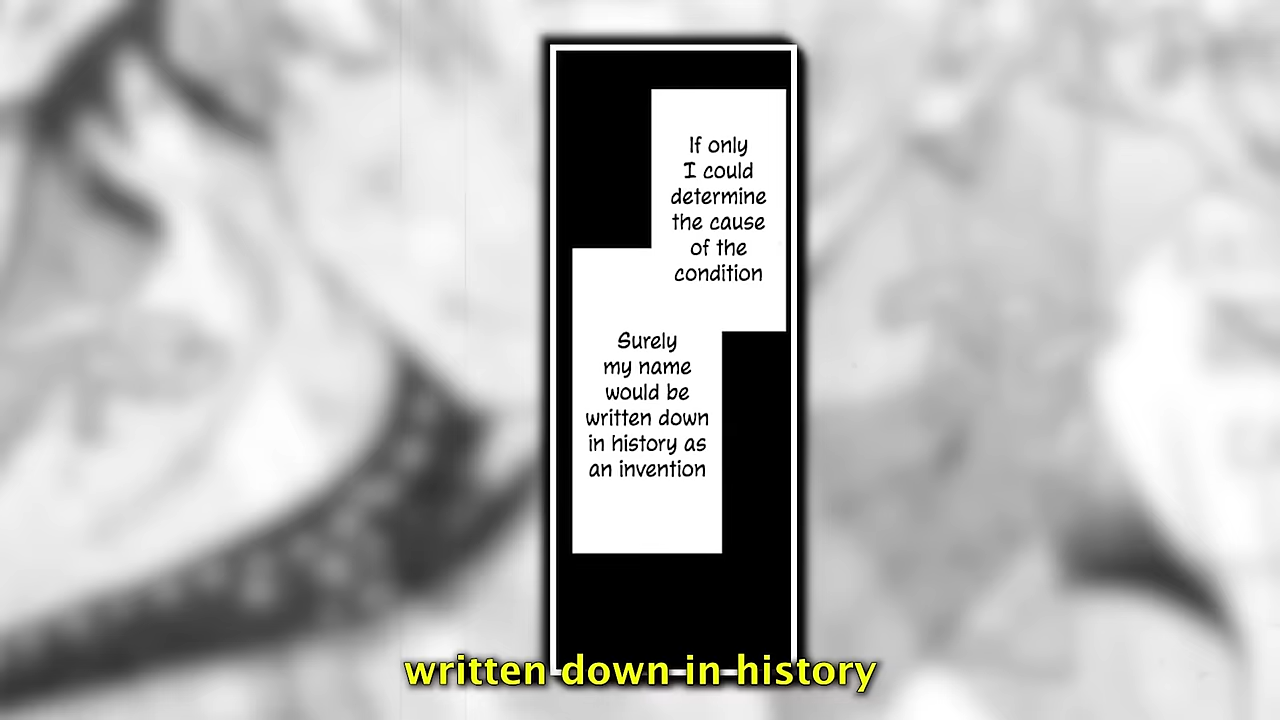 If only
I could
determine
the cause
of the
condition
Surely
my name
would be
written down
in history as
an invention
written down in history